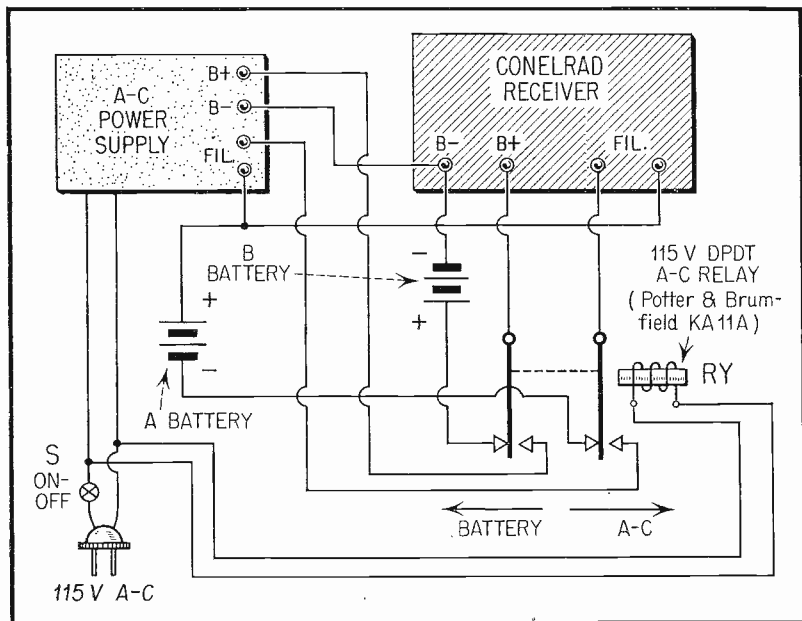 A-C
POWER
SUPPLY
B+
B-
FIL.
CONELRAD
RECEIVER
B-
B+
FIL.
B
BATTERY
-
+
+
-
A BATTERY
115 V DPDT
A-C RELAY
(Potter & Brum-
field KA11A)
RY
S
ON-
OFF
BATTERY
A-C
115 V A-C